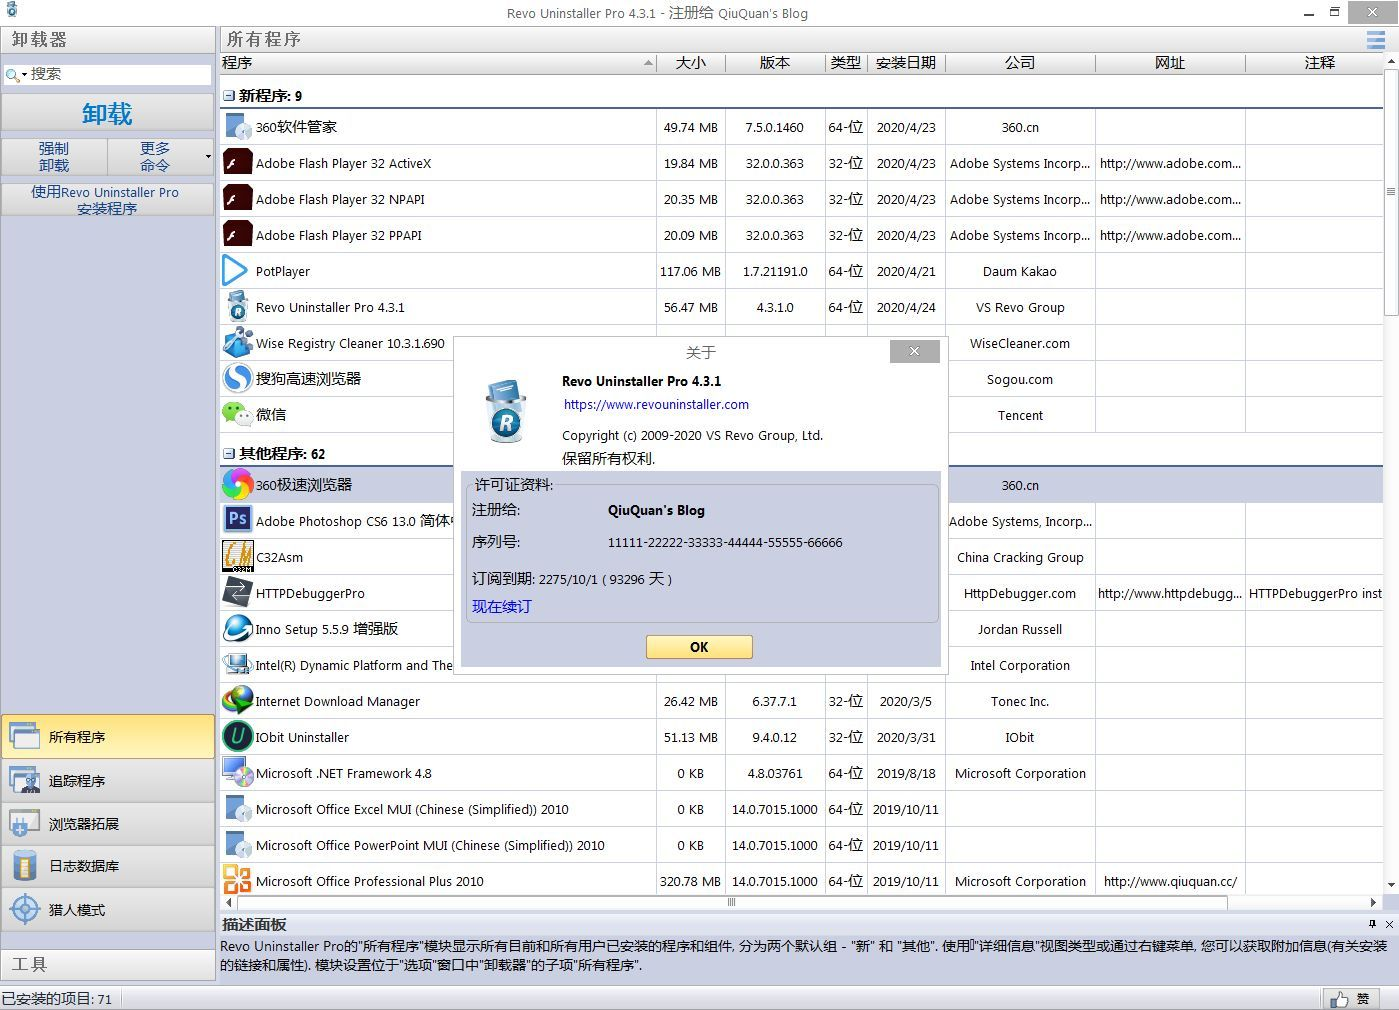 Revo Uninstaller Pro 4.3.1 - 注册给 QiuQuan's Blog
卸载器
搜索
卸载
强制
卸载
更多
命令
使用Revo Uninstaller Pro
安装程序
所有程序
追踪程序
浏览器拓展
日志数据库
猎人模式
工具
所有程序
程序 大小 版本 类型 安装日期 公司 网址 注释
新程序: 9
360软件管家 49.74 MB 7.5.0.1460 64-位 2020/4/23 360.cn
Adobe Flash Player 32 ActiveX 19.84 MB 32.0.0.363 32-位 2020/4/23 Adobe Systems Incorp... http://www.adobe.com...
Adobe Flash Player 32 NPAPI 20.35 MB 32.0.0.363 32-位 2020/4/23 Adobe Systems Incorp... http://www.adobe.com...
Adobe Flash Player 32 PPAPI 20.09 MB 32.0.0.363 32-位 2020/4/23 Adobe Systems Incorp... http://www.adobe.com...
PotPlayer 117.06 MB 1.7.21191.0 64-位 2020/4/21 Daum Kakao
Revo Uninstaller Pro 4.3.1 56.47 MB 4.3.1.0 64-位 2020/4/24 VS Revo Group
Wise Registry Cleaner 10.3.1.690 WiseCleaner.com
搜狗高速浏览器 Sogou.com
微信 Tencent
其他程序: 62
360极速浏览器 360.cn
Ps Adobe Photoshop CS6 13.0 简体 Adobe Systems, Incorp...
C32Asm China Cracking Group
HTTPDebuggerPro HttpDebugger.com http://www.httpdebugg... HTTPDebuggerPro inst
Inno Setup 5.5.9 增强版 Jordan Russell
Intel(R) Dynamic Platform and The Intel Corporation
Internet Download Manager 26.42 MB 6.37.7.1 32-位 2020/3/5 Tonec Inc.
IObit Uninstaller 51.13 MB 9.4.0.12 32-位 2020/3/31 IObit
Microsoft .NET Framework 4.8 0 KB 4.8.03761 64-位 2019/8/18 Microsoft Corporation
Microsoft Office Excel MUI (Chinese (Simplified)) 2010 0 KB 14.0.7015.1000 64-位 2019/10/11
Microsoft Office PowerPoint MUI (Chinese (Simplified)) 2010 0 KB 14.0.7015.1000 64-位 2019/10/11
Microsoft Office Professional Plus 2010 320.78 MB 14.0.7015.1000 64-位 2019/10/11 Microsoft Corporation http://www.qiuquan.cc/
关于
Revo Uninstaller Pro 4.3.1
https://www.revouninstaller.com
Copyright (c) 2009-2020 VS Revo Group, Ltd.
保留所有权利.
许可证资料:
注册给: QiuQuan's Blog
序列号: 11111-22222-33333-44444-55555-66666
订阅到期: 2275/10/1 ( 93296 天 )
现在续订
OK
描述面板
Revo Uninstaller Pro的"所有程序"模块显示所有目前和所有用户已安装的程序和组件, 分为两个默认组 - "新" 和 "其他". 使用"详细信息"视图类型或通过右键菜单, 您可以获取附加信息(有关安装
的链接和属性). 模块设置位于"选项"窗口中"卸载器"的子项"所有程序".
已安装的项目: 71
赞